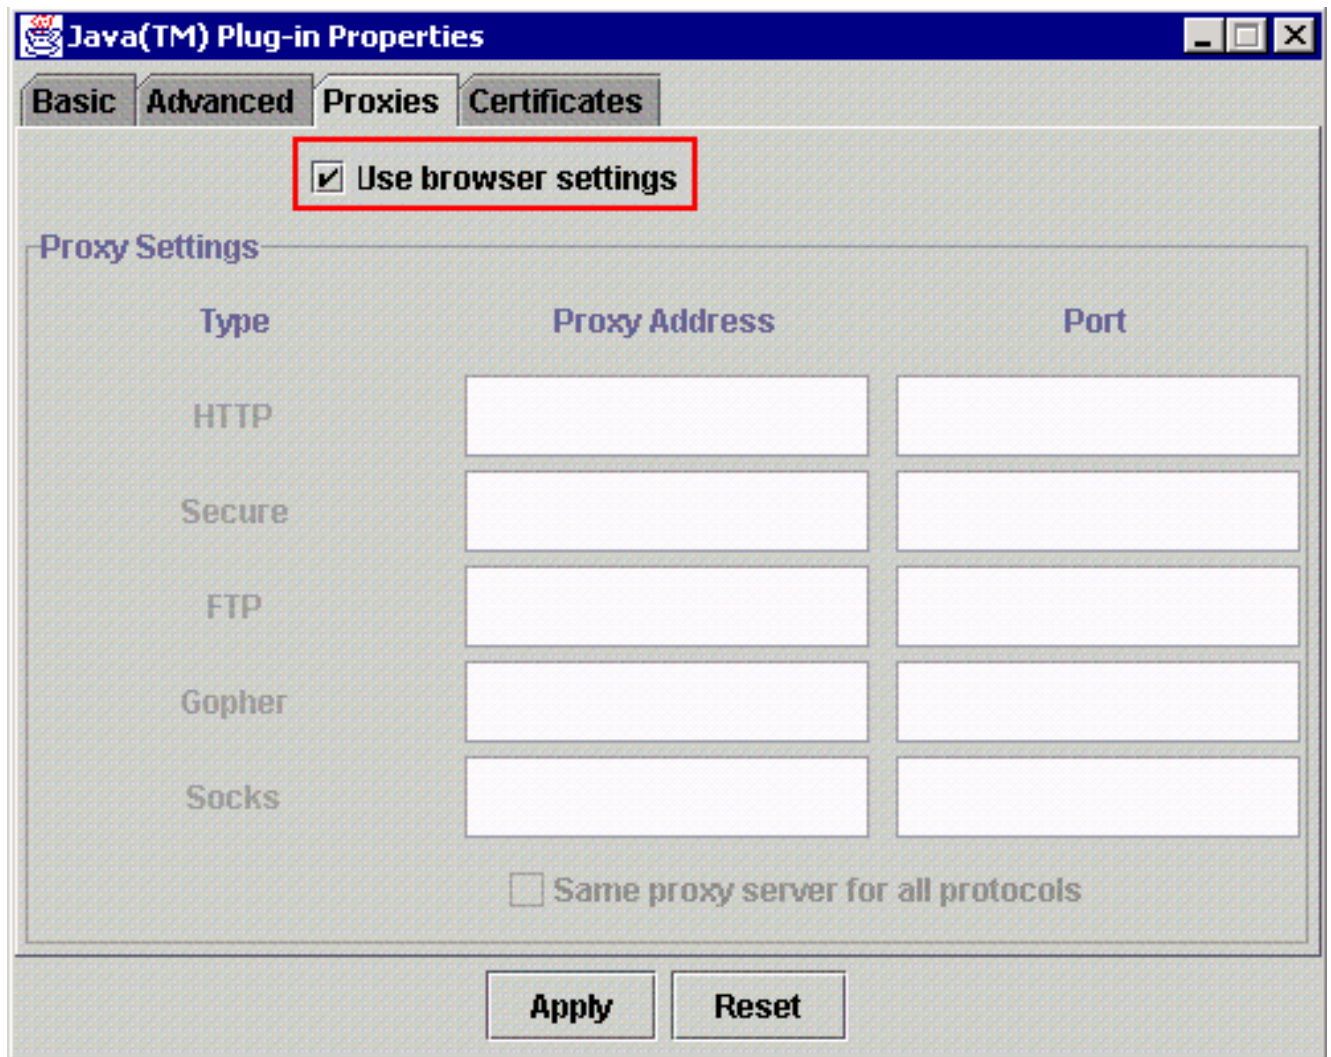 Java(TM) Plug-in Properties
Basic Advanced Proxies Certificates
Use browser settings
Proxy Settings
Type Proxy Address Port
HTTP
Secure
FTP
Gopher
Socks
Same proxy server for all protocols
Apply Reset